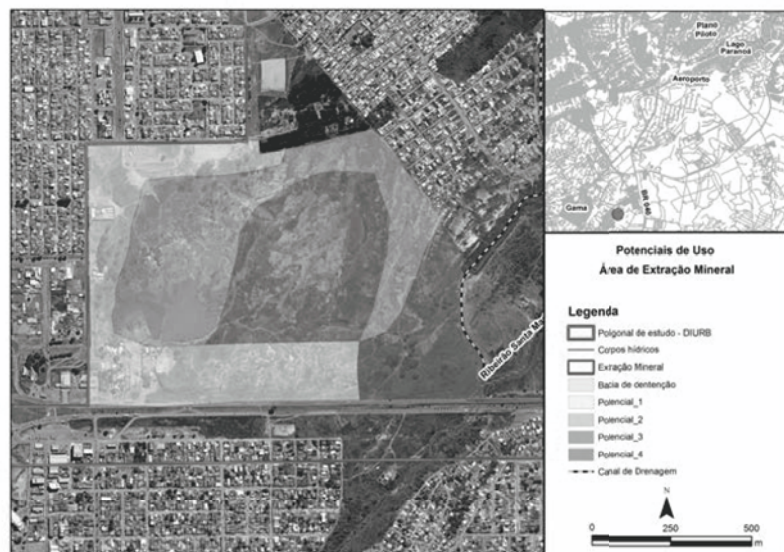 Plano
Piloto
Lago
Paranoá
Aeroporto
Gama
BR 040
Ribeirão Santa M
Potenciais de Uso
Área de Extração Mineral
Legenda
Poligonal de estudo - DIURB
Corpos hídricos
Extração Mineral
Bacia de dentenção
Potencial_1
Potencial_2
Potencial_3
Potencial_4
Canal de Drenagem
N
0 250 500
m